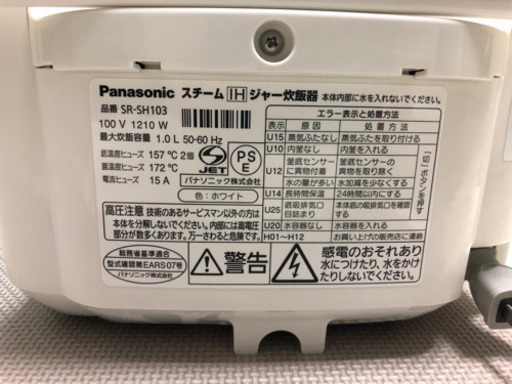 Panasonic スチーム IH ジャー炊飯器 本体内部に水を入れないでください。
品番 SR-SH103
100 V 1210 W
最大炊飯容量 1.0 L 50-60 Hz
底温度ヒューズ 157 ℃ 2個
蓋温度ヒューズ 172 ℃
電流ヒューズ 15 A
S JET
PS E
パナソニック株式会社
色：ホワイト
高圧注意 技術のあるサービスマン以外の方は
本体を分解しないでください。内部には高電圧
部分が多数あります。万一さわると危険です。
総務省基準適合
型式確認第EARS07号
パナソニック株式会社
エラー表示と処置方法
表示 原因 処置方法
U15 蒸気ふたなし 蒸気ふたを取り付ける
U10 内釜なし 内釜を入れる
U12 釜底センサーに異物付着 釜底センサーの異物を取り除く
水の量が多い 水加減を少なくする
U14 長時間保温 24時間以内にする
U25 底吸排気口目詰まり 本体底の吸排気口を確認する
U20 水容器なし 水容器を入れる
H01〜H12 お買い上げの販売店に連絡
「切」ボタンを押す
警告
感電のおそれあり
水につけたり、水をかけ
たりしないでください。